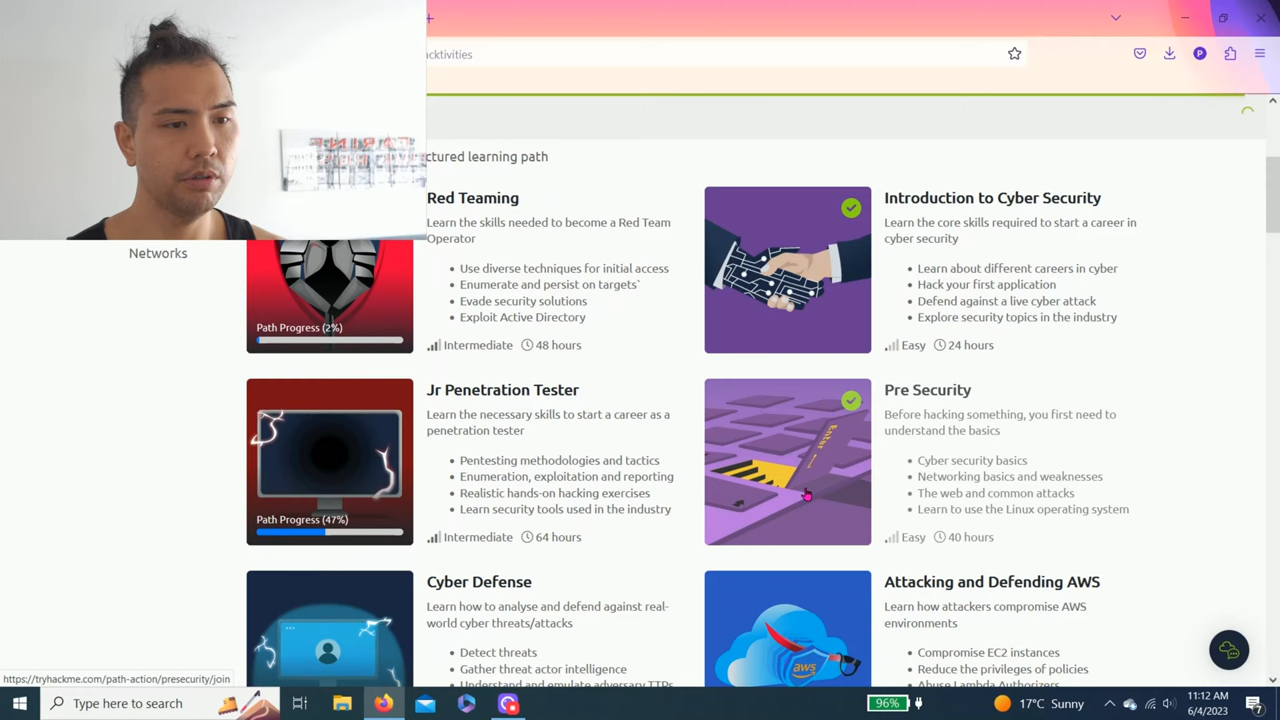 acktivities
ctured learning path
Networks
Red Teaming
Learn the skills needed to become a Red Team
Operator
• Use diverse techniques for initial access
• Enumerate and persist on targets`
• Evade security solutions
• Exploit Active Directory
Path Progress (2%)
Intermediate 48 hours
Introduction to Cyber Security
Learn the core skills required to start a career in
cyber security
• Learn about different careers in cyber
• Hack your first application
• Defend against a live cyber attack
• Explore security topics in the industry
Easy 24 hours
Jr Penetration Tester
Learn the necessary skills to start a career as a
penetration tester
• Pentesting methodologies and tactics
• Enumeration, exploitation and reporting
• Realistic hands-on hacking exercises
• Learn security tools used in the industry
Path Progress (47%)
Intermediate 64 hours
Enter
Pre Security
Before hacking something, you first need to
understand the basics
• Cyber security basics
• Networking basics and weaknesses
• The web and common attacks
• Learn to use the Linux operating system
Easy 40 hours
Cyber Defense
Learn how to analyse and defend against real-
world cyber threats/attacks
• Detect threats
• Gather threat actor intelligence
• Understand and emulate adversary TTPs
aws
Attacking and Defending AWS
Learn how attackers compromise AWS
environments
• Compromise EC2 instances
• Reduce the privileges of policies
• Abuse Lambda Authorizers
https://tryhackme.com/path-action/presecurity/join
Type here to search
96%
17°C Sunny
11:12 AM
6/4/2023
7